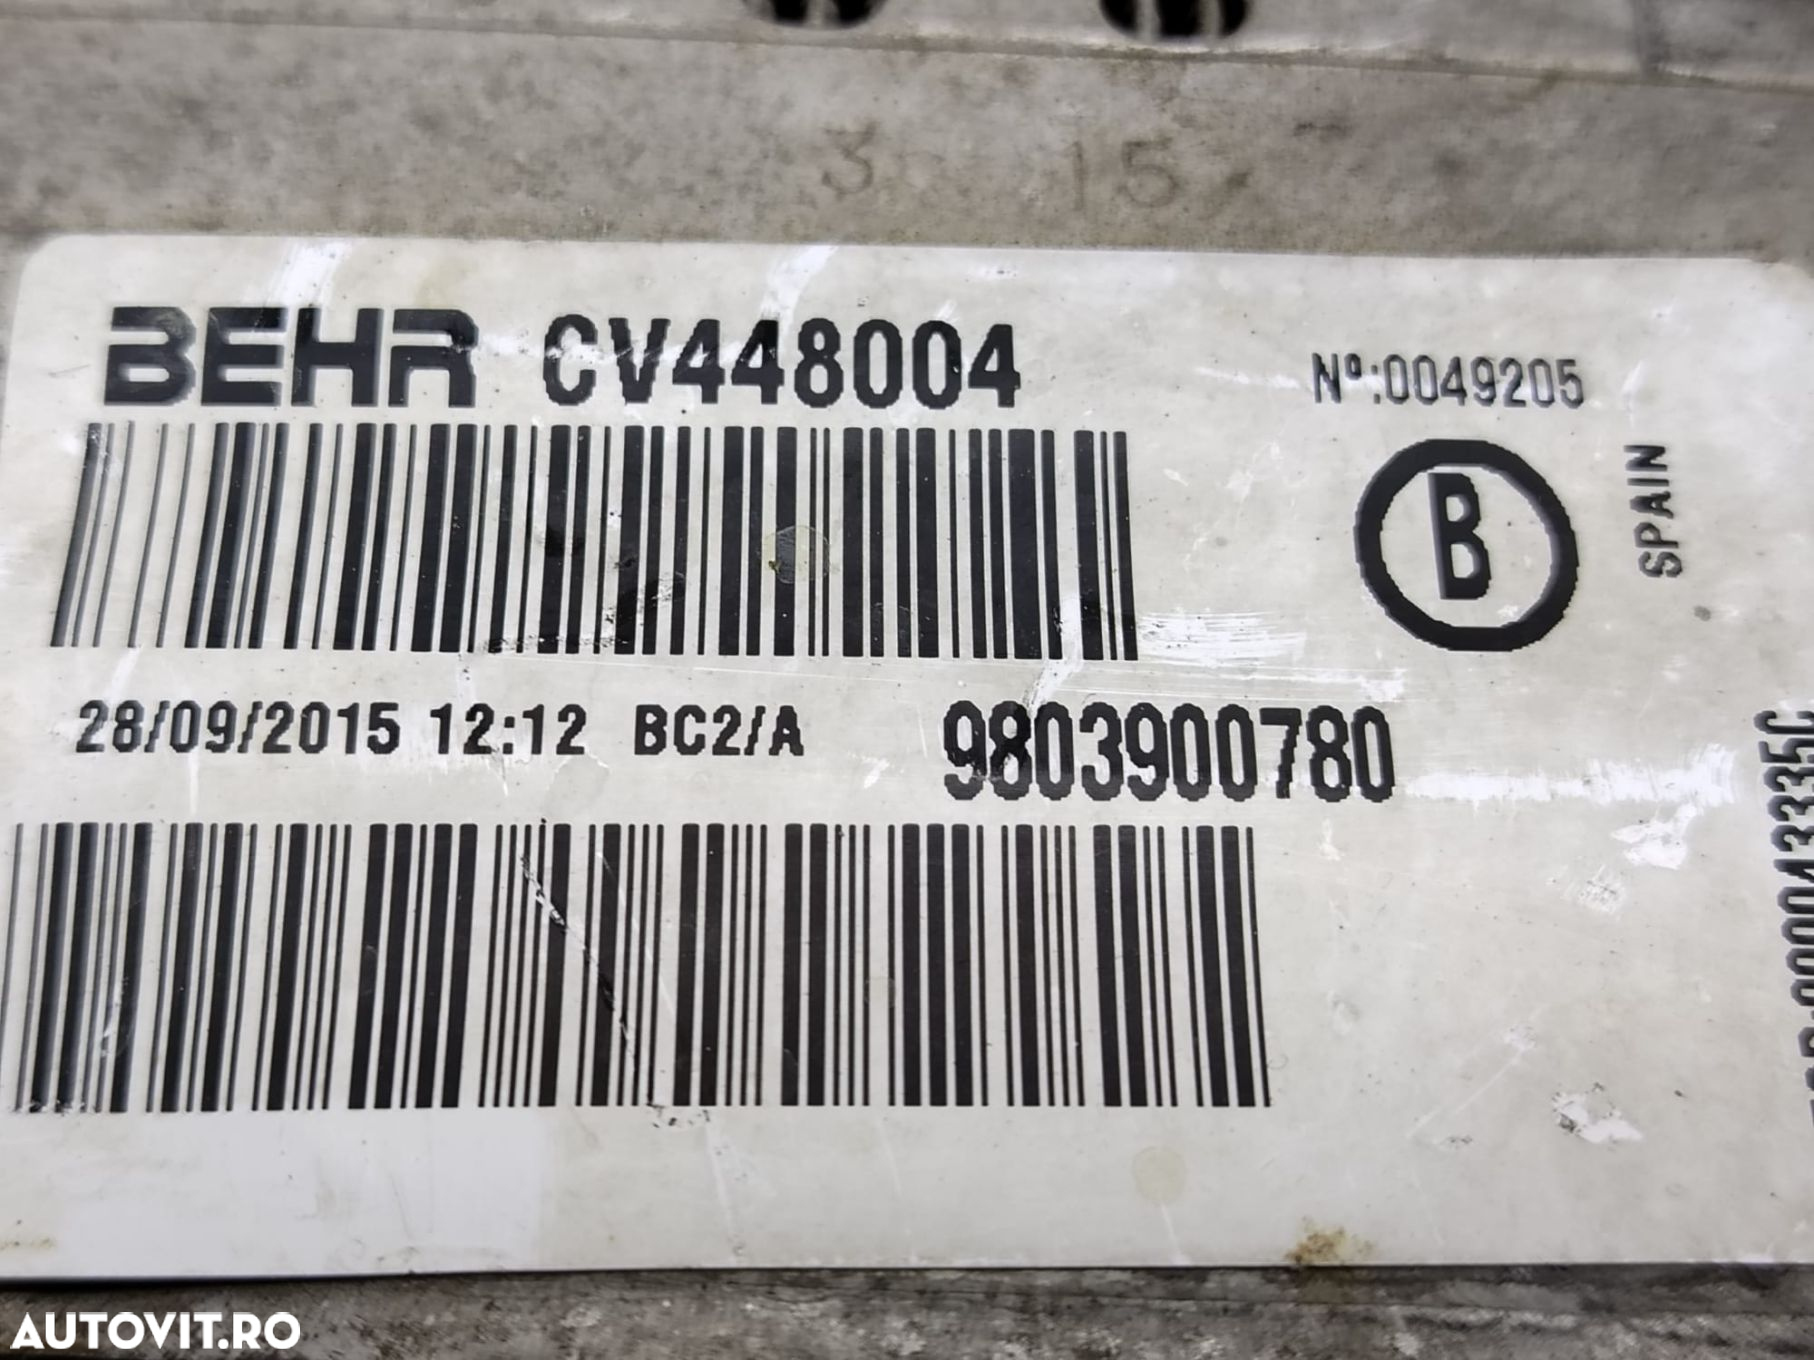 3 15
BEHR CV448004
Nº:0049205
B
SPAIN
28/09/2015 12:12 BC2/A 9803900780
AUTOVIT.RO